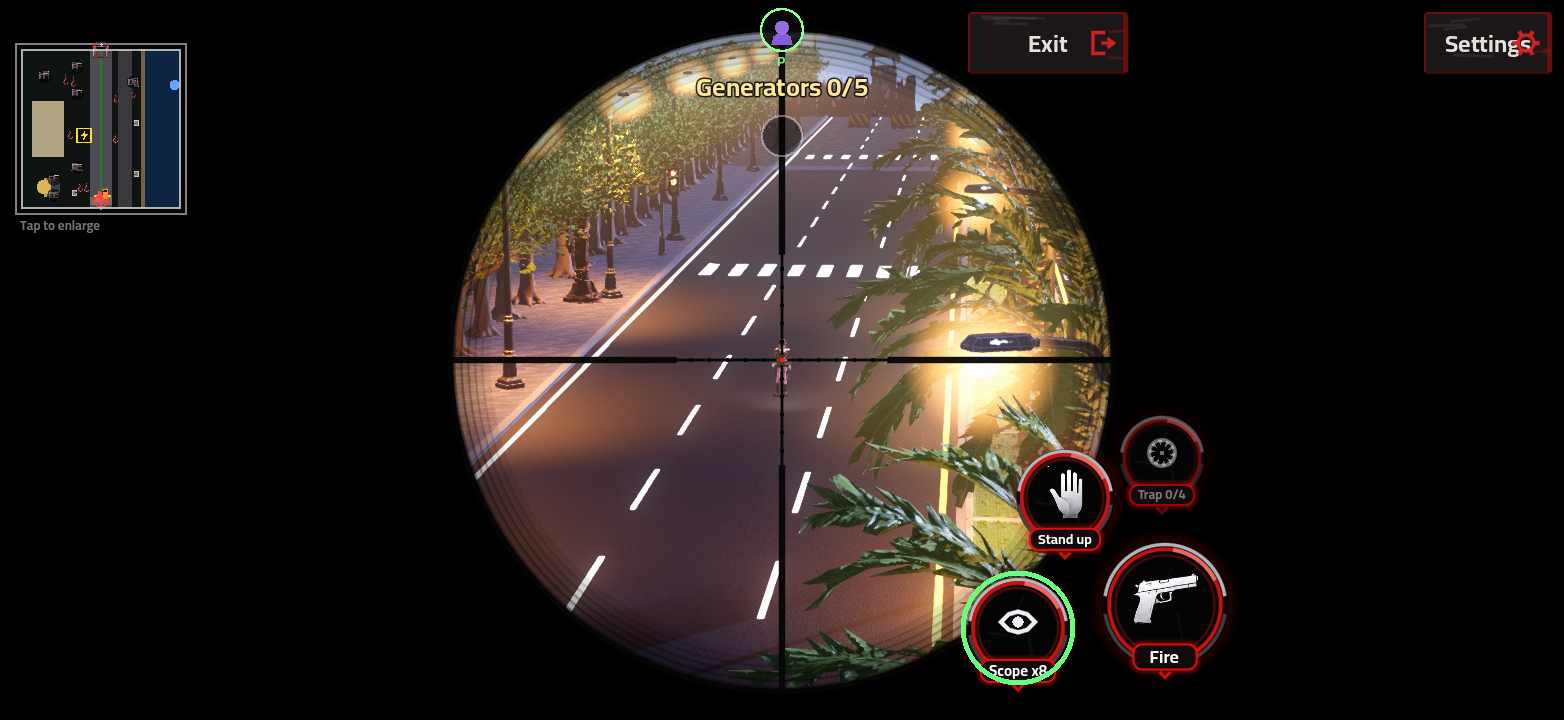 P
Generators 0/5
Exit
Settings
Tap to enlarge
Trap 0/4
Stand up
Scope x8
Fire